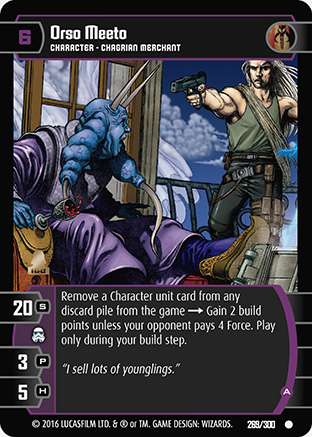 6 Orso Meeto
CHARACTER - CHAGRIAN MERCHANT
20 S
3 P
5 H
Remove a Character unit card from any
discard pile from the game → Gain 2 build
points unless your opponent pays 4 Force. Play
only during your build step.
"I sell lots of younglings."
A
© 2016 LUCASFILM LTD. & ® or TM. GAME DESIGN: WIZARDS. 269/300